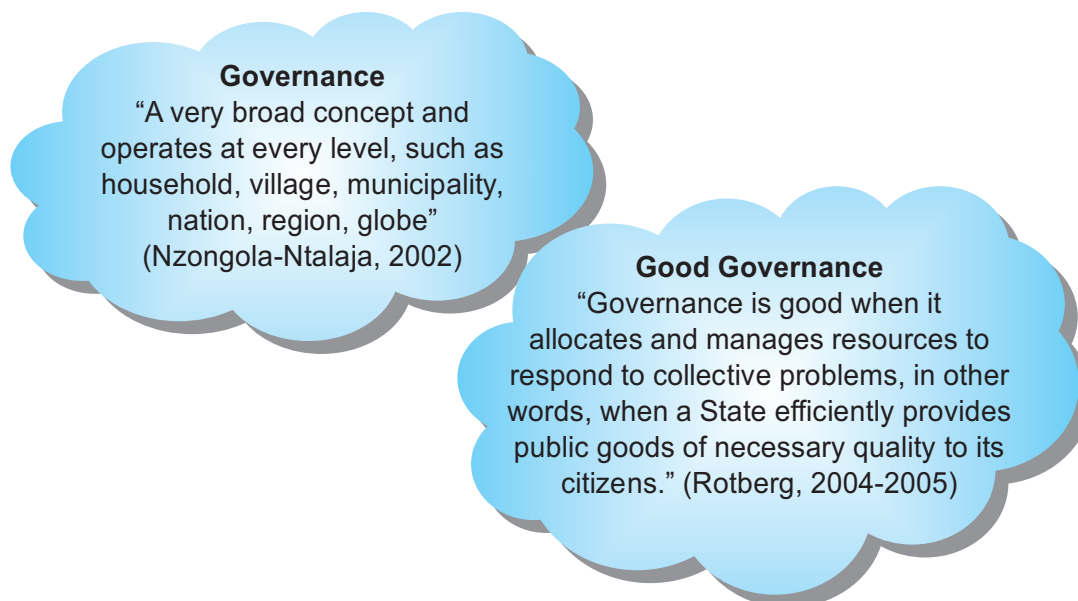 Governance
“A very broad concept and
operates at every level, such as
household, village, municipality,
nation, region, globe”
(Nzongola-Ntalaja, 2002)
Good Governance
“Governance is good when it
allocates and manages resources to
respond to collective problems, in other
words, when a State efficiently provides
public goods of necessary quality to its
citizens.” (Rotberg, 2004-2005)